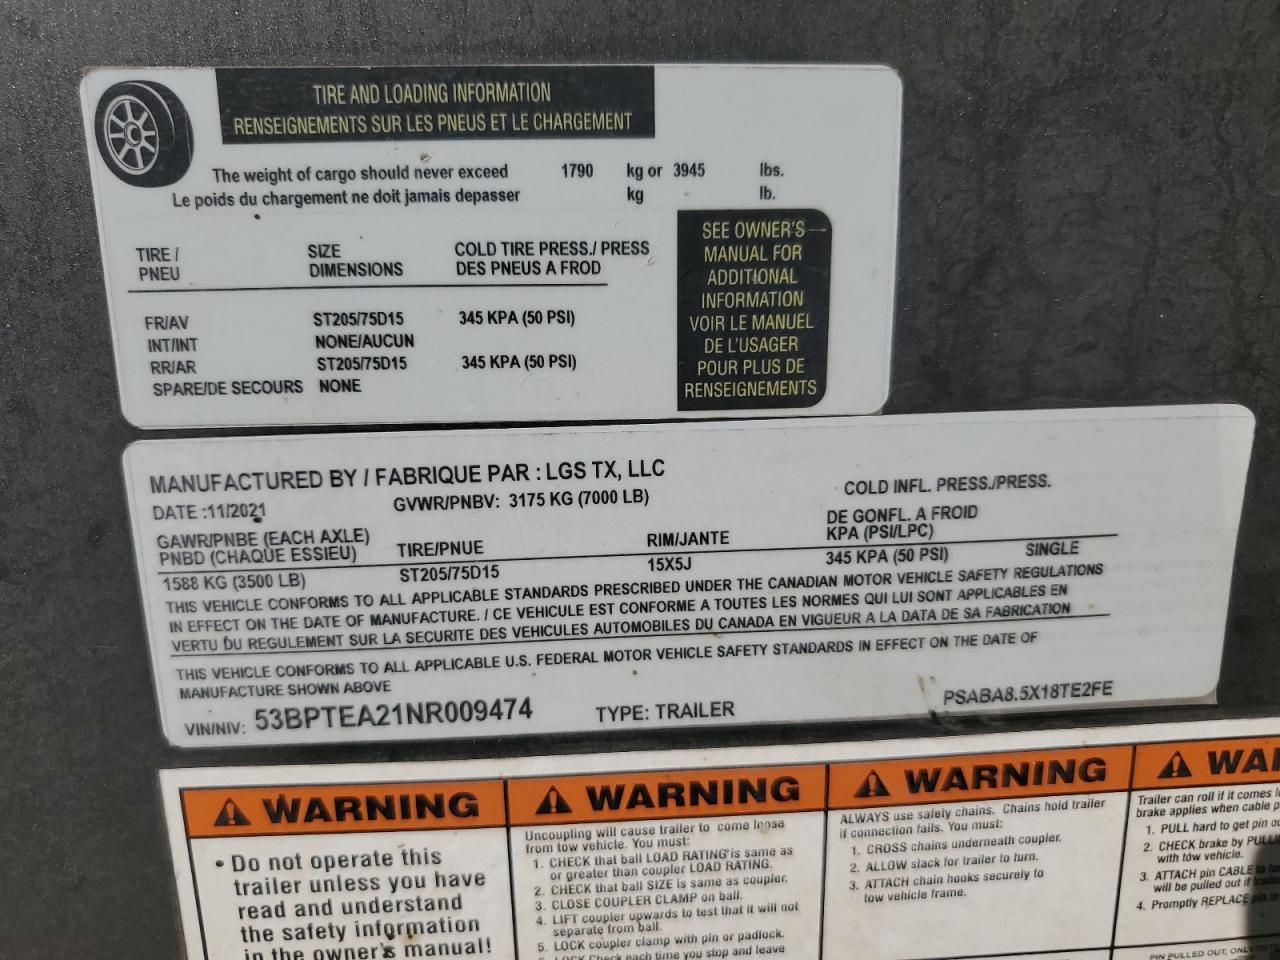 TIRE AND LOADING INFORMATION
RENSEIGNEMENTS SUR LES PNEUS ET LE CHARGEMENT
The weight of cargo should never exceed 1790 kg or 3945 lbs.
Le poids du chargement ne doit jamais depasser kg lb.
TIRE / SIZE COLD TIRE PRESS./ PRESS
PNEU DIMENSIONS DES PNEUS A FROD
FR/AV ST205/75D15 345 KPA (50 PSI)
INT/INT NONE/AUCUN
RR/AR ST205/75D15 345 KPA (50 PSI)
SPARE/DE SECOURS NONE
SEE OWNER'S
MANUAL FOR
ADDITIONAL
INFORMATION
VOIR LE MANUEL
DE L'USAGER
POUR PLUS DE
RENSEIGNEMENTS
MANUFACTURED BY / FABRIQUE PAR : LGS TX, LLC
DATE :11/2021 GVWR/PNBV: 3175 KG (7000 LB) COLD INFL. PRESS./PRESS.
GAWR/PNBE (EACH AXLE) DE GONFL. A FROID
PNBD (CHAQUE ESSIEU) TIRE/PNUE RIM/JANTE KPA (PSI/LPC)
1588 KG (3500 LB) ST205/75D15 15X5J 345 KPA (50 PSI) SINGLE
THIS VEHICLE CONFORMS TO ALL APPLICABLE STANDARDS PRESCRIBED UNDER THE CANADIAN MOTOR VEHICLE SAFETY REGULATIONS
IN EFFECT ON THE DATE OF MANUFACTURE. / CE VEHICULE EST CONFORME A TOUTES LES NORMES QUI LUI SONT APPLICABLES EN
VERTU DU REGULEMENT SUR LA SECURITE DES VEHICULES AUTOMOBILES DU CANADA EN VIGUEUR A LA DATA DE SA FABRICATION
THIS VEHICLE CONFORMS TO ALL APPLICABLE U.S. FEDERAL MOTOR VEHICLE SAFETY STANDARDS IN EFFECT ON THE DATE OF
MANUFACTURE SHOWN ABOVE
VIN/NIV: 53BPTEA21NR009474 TYPE: TRAILER PSABA8.5X18TE2FE
WARNING
• Do not operate this
trailer unless you have
read and understand
the safety information
in the owner's manual!
WARNING
Uncoupling will cause trailer to come loose
from tow vehicle. You must:
1. CHECK that ball LOAD RATING is same as
or greater than coupler LOAD RATING.
2. CHECK that ball SIZE is same as coupler.
3. CLOSE COUPLER CLAMP on ball.
4. LIFT coupler upwards to test that it will not
separate from ball.
5. LOCK coupler clamp with pin or padlock.
Check each time you stop and leave
WARNING
ALWAYS use safety chains. Chains hold trailer
if connection fails. You must:
1. CROSS chains underneath coupler.
2. ALLOW slack for trailer to turn.
3. ATTACH chain hooks securely to
tow vehicle frame.
Trailer can roll if it comes
brake applies when cable
1. PULL hard to get pin
2. CHECK brake by
with tow vehicle.
3. ATTACH pin CABLE to
will be pulled out if
4. Promptly REPLACE pin
PIN PULLED OUT, ONLY TO